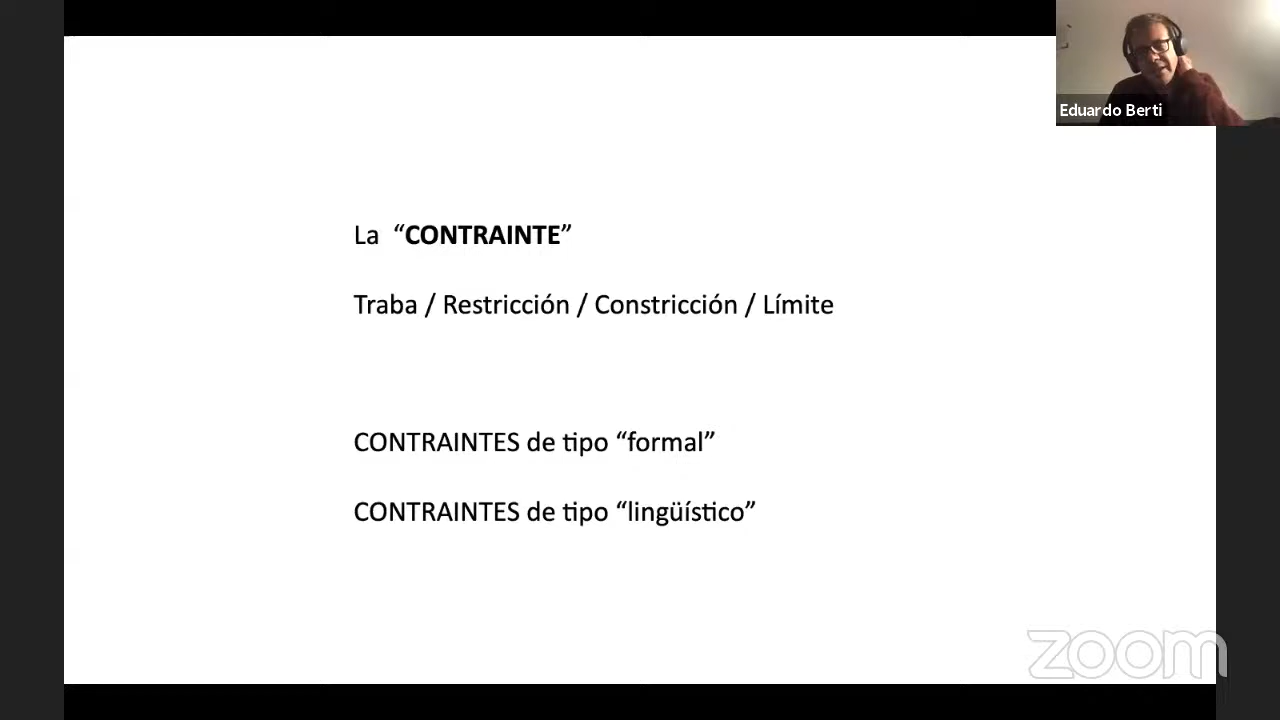 Eduardo Berti
La “CONTRAINTE”
Traba / Restricción / Constricción / Límite
CONTRAINTES de tipo “formal”
CONTRAINTES de tipo “lingüístico”
zoom